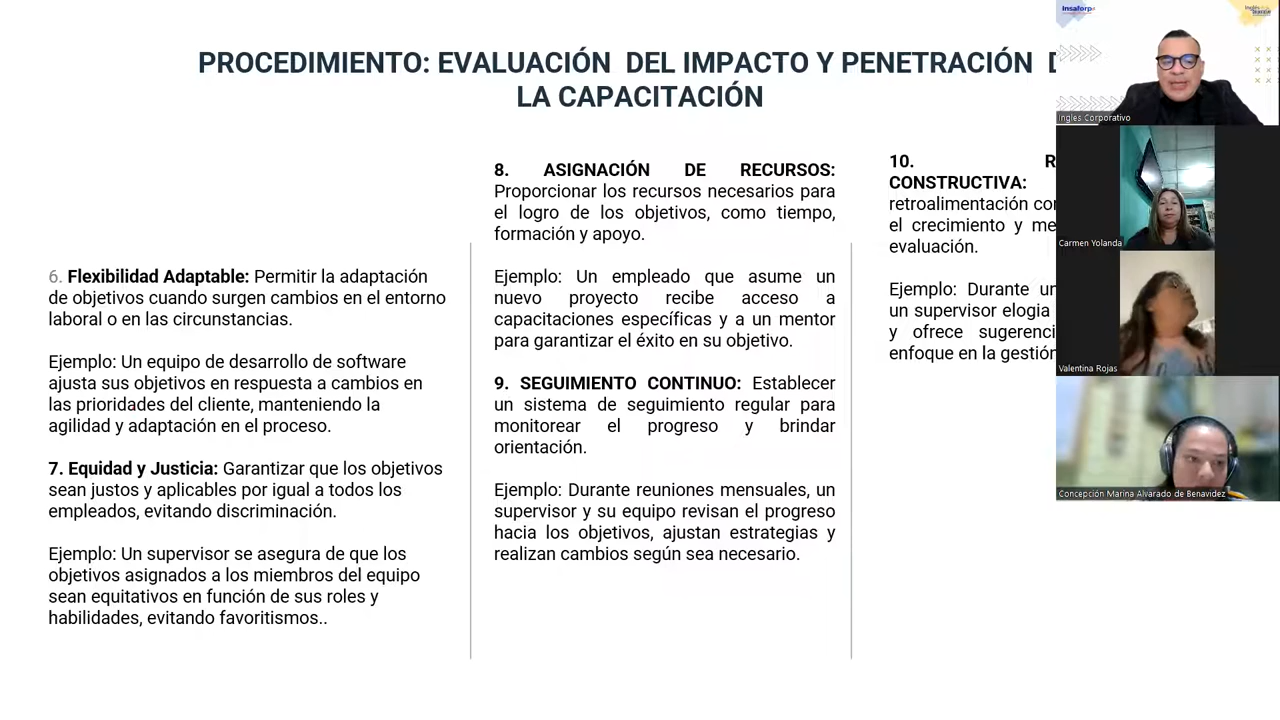 PROCEDIMIENTO: EVALUACIÓN DEL IMPACTO Y PENETRACIÓN
LA CAPACITACIÓN
6. Flexibilidad Adaptable: Permitir la adaptación
de objetivos cuando surgen cambios en el entorno
laboral o en las circunstancias.
Ejemplo: Un equipo de desarrollo de software
ajusta sus objetivos en respuesta a cambios en
las prioridades del cliente, manteniendo la
agilidad y adaptación en el proceso.
7. Equidad y Justicia: Garantizar que los objetivos
sean justos y aplicables por igual a todos los
empleados, evitando discriminación.
Ejemplo: Un supervisor se asegura de que los
objetivos asignados a los miembros del equipo
sean equitativos en función de sus roles y
habilidades, evitando favoritismos..
8. ASIGNACIÓN DE RECURSOS:
Proporcionar los recursos necesarios para
el logro de los objetivos, como tiempo,
formación y apoyo.
Ejemplo: Un empleado que asume un
nuevo proyecto recibe acceso a
capacitaciones específicas y a un mentor
para garantizar el éxito en su objetivo.
9. SEGUIMIENTO CONTINUO: Establecer
un sistema de seguimiento regular para
monitorear el progreso y brindar
orientación.
Ejemplo: Durante reuniones mensuales, un
supervisor y su equipo revisan el progreso
hacia los objetivos, ajustan estrategias y
realizan cambios según sea necesario.
10. R
CONSTRUCTIVA:
retroalimentación
el crecimiento y
evaluación.
Ejemplo: Durante
un supervisor elogia
y ofrece
enfoque en la gestión
insaforp
Ingles Corporativo
Carmen Yolanda
Valentina Rojas
Concepción Marina Alvarado de Benavidez